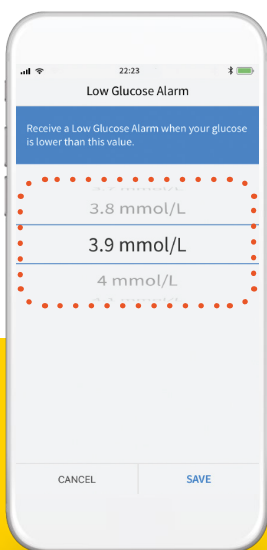 22:23
Low Glucose Alarm
Receive a Low Glucose Alarm when your glucose
is lower than this value.
3.8 mmol/L
3.9 mmol/L
4 mmol/L
CANCEL SAVE